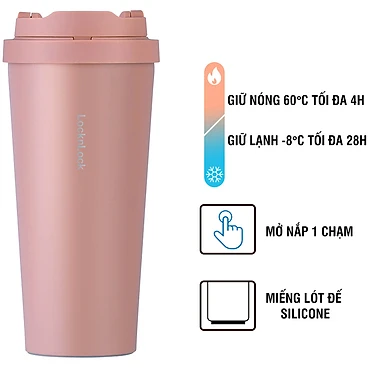 LocknLock
GIỮ NÓNG 60°C TỐI ĐA 4H
GIỮ LẠNH -8°C TỐI ĐA 28H
MỞ NẮP 1 CHẠM
MIẾNG LÓT ĐẾ
SILICONE